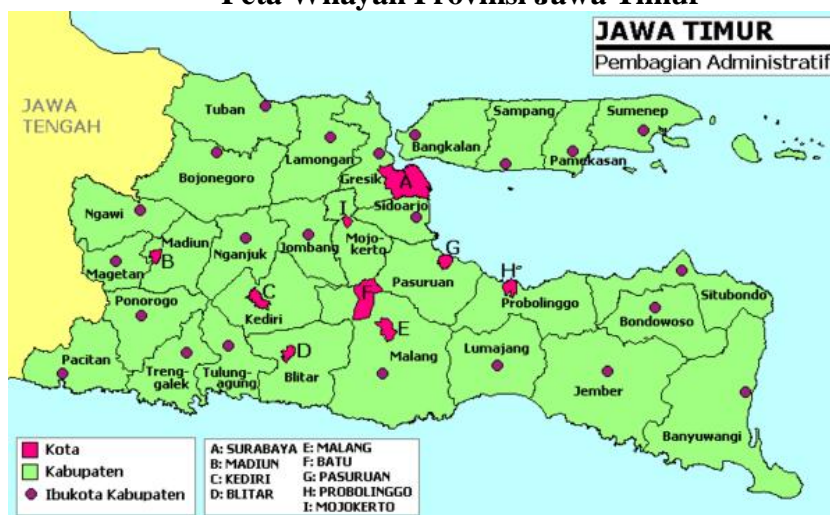 Peta Wilayah Provinsi Jawa Timur
JAWA TIMUR
Pembagian Administratif
JAWA
TENGAH
Tuban
Lamongan
Bojonegoro
Gresik
A
Bangkalan
Sampang
Pamekasan
Sumenep
Sidoarjo
I
Ngawi
Madiun
B
Magetan
Nganjuk
Jombang
Mojo-
kerto
G
Pasuruan
H
Probolinggo
Situbondo
Bondowoso
Ponorogo
C
Kediri
F
E
Malang
Lumajang
Jember
Banyuwangi
Pacitan
Treng-
galek
Tulung-
agung
D
Blitar
Kota
Kabupaten
Ibukota Kabupaten
A: SURABAYA E: MALANG
B: MADIUN F: BATU
C: KEDIRI G: PASURUAN
D: BLITAR H: PROBOLINGGO
I: MOJOKERTO